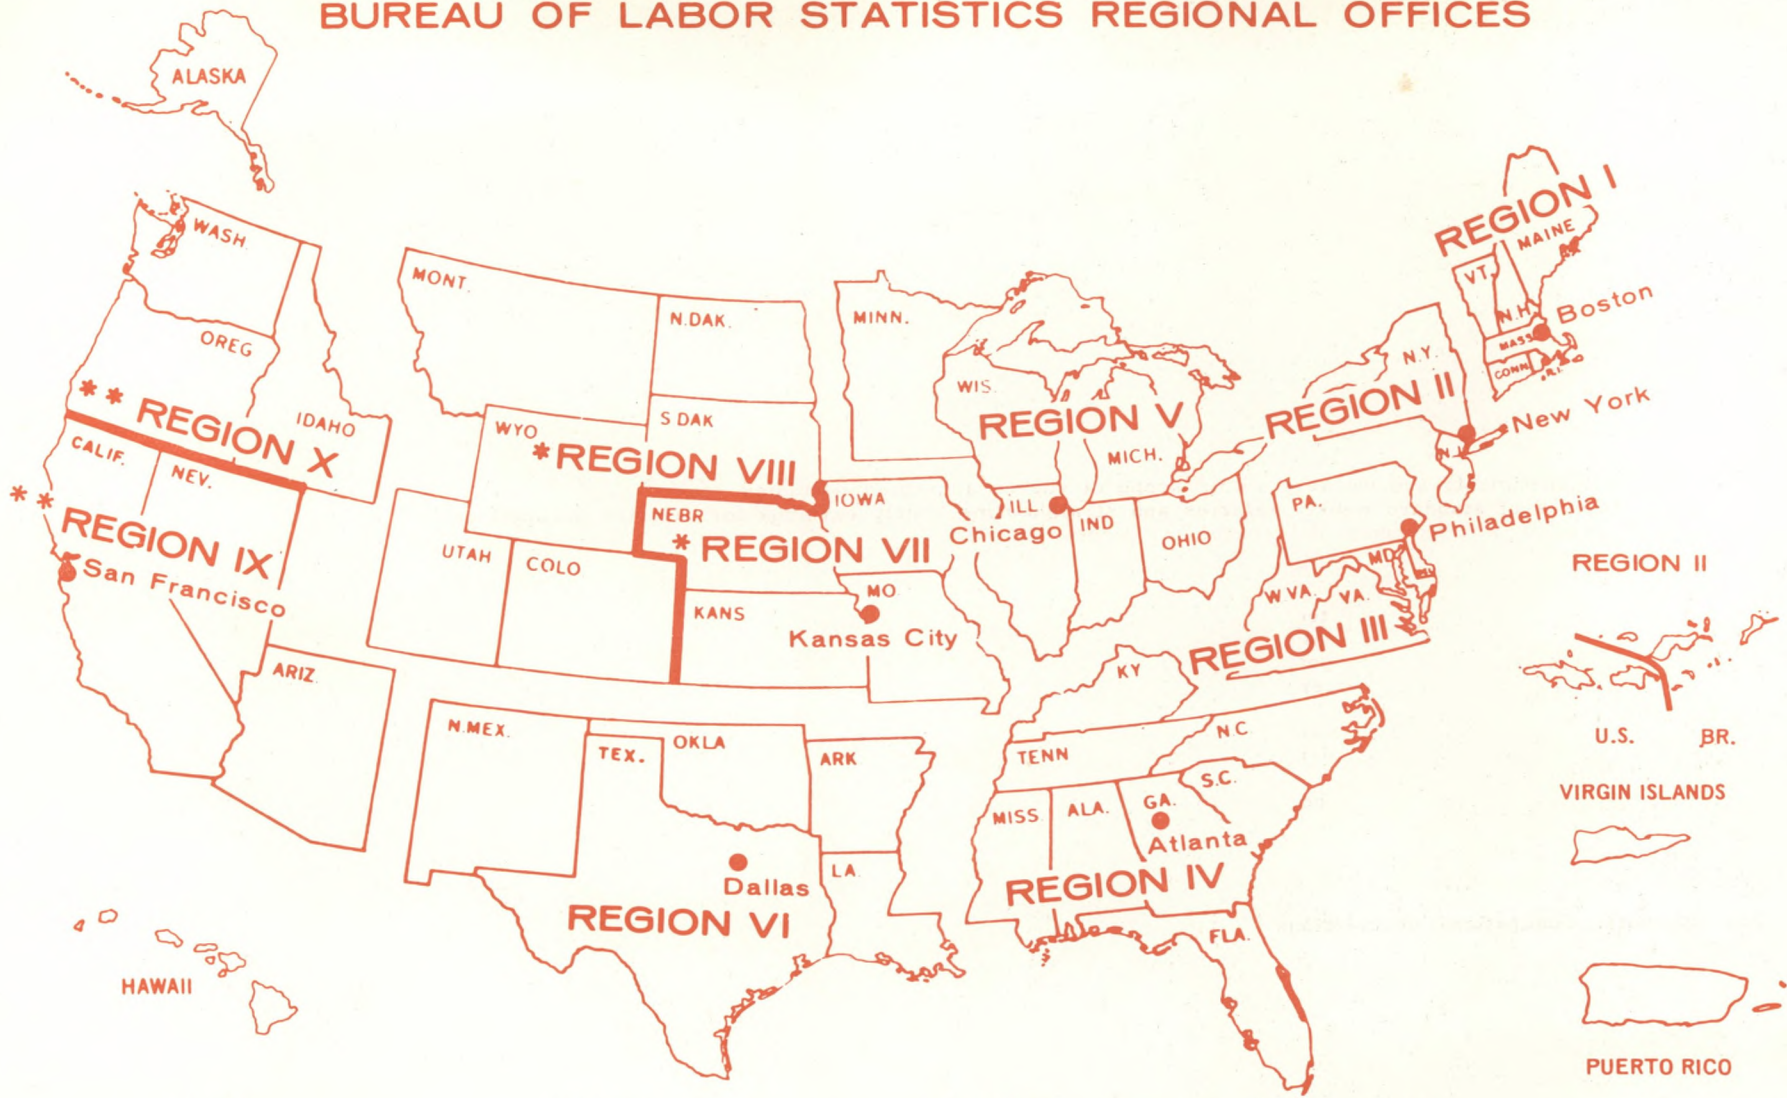 BUREAU OF LABOR STATISTICS REGIONAL OFFICES
ALASKA
REGION I
MAINE
VT.
N.H.
Boston
MASS
CONN
R.I.
WASH.
OREG
IDAHO
** REGION X
MONT.
N.DAK.
S DAK
WYO
*REGION VIII
MINN.
WIS.
REGION V
MICH.
N.Y.
REGION II
New York
N.J.
CALIF.
NEV.
**
REGION IX
San Francisco
UTAH
COLO
NEBR
IOWA
* REGION VII
KANS
MO.
Kansas City
ILL
Chicago
IND
OHIO
PA.
Philadelphia
MD.
W.VA.
VA.
REGION III
KY
REGION II
U.S.
BR.
VIRGIN ISLANDS
ARIZ.
N.MEX.
TEX.
OKLA
ARK
LA.
Dallas
REGION VI
TENN
N C
S.C.
MISS.
ALA.
GA.
Atlanta
REGION IV
FLA.
HAWAII
PUERTO RICO